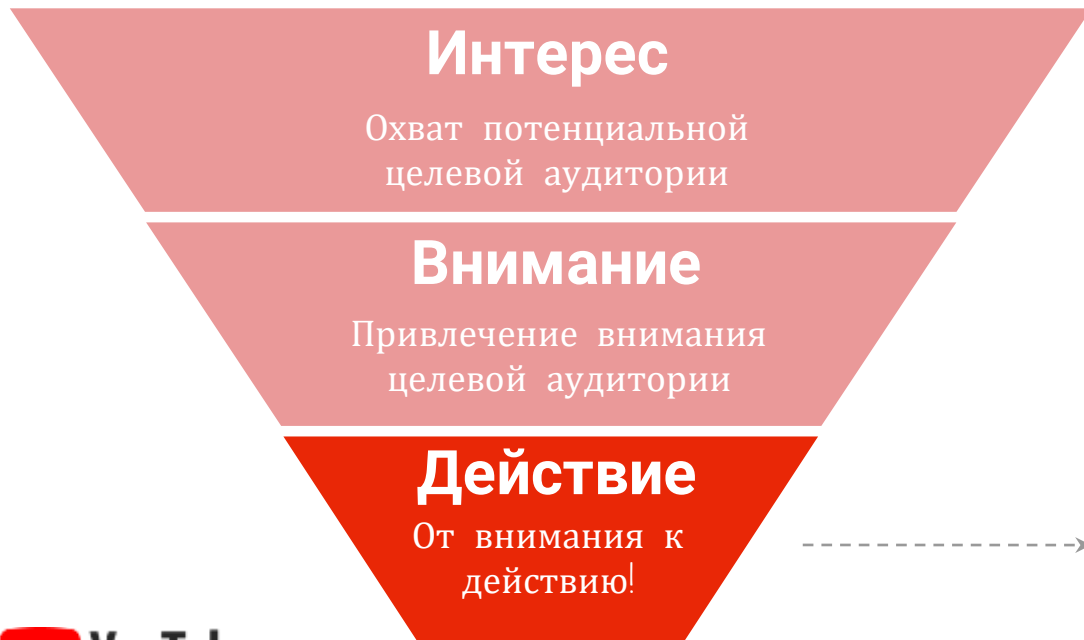 Интерес
Охват потенциальной
целевой аудитории
Внимание
Привлечение внимания
целевой аудитории
Действие
От внимания к
действию!